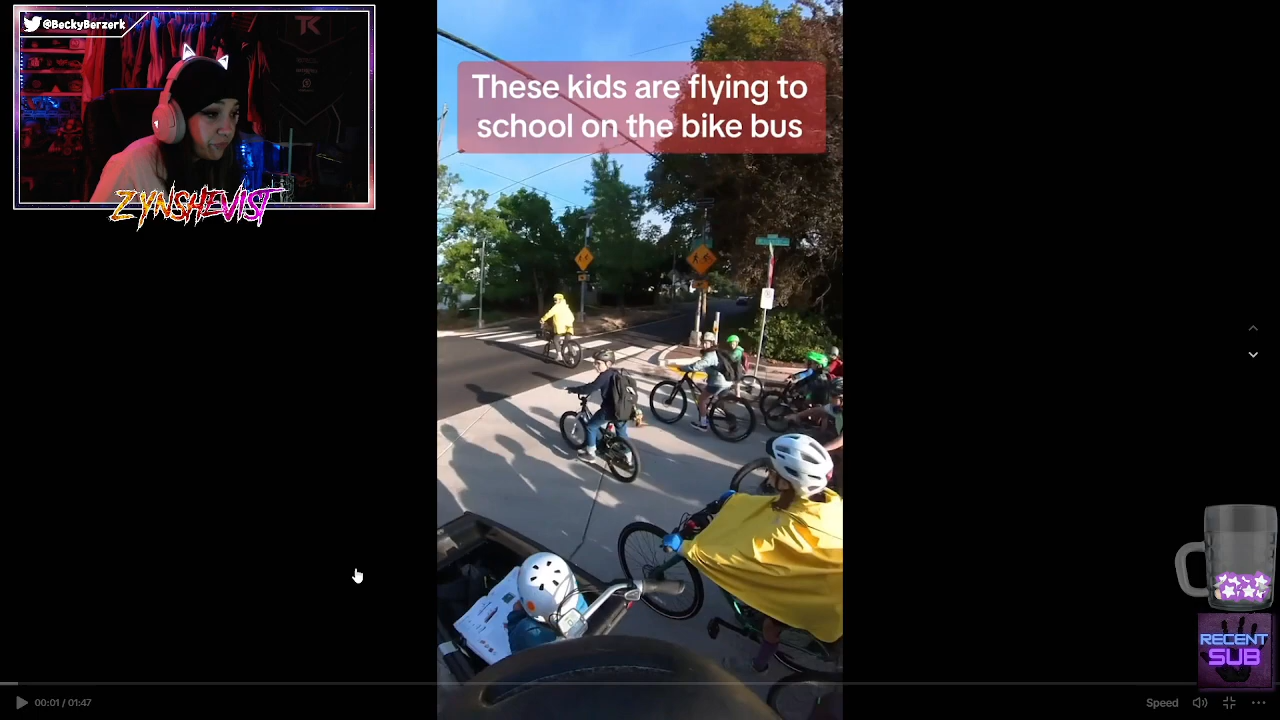 @BeckyBerzerk
ZYNSHEVIST
These kids are flying to
school on the bike bus
00:01 / 01:47
Speed
RECENT
SUB